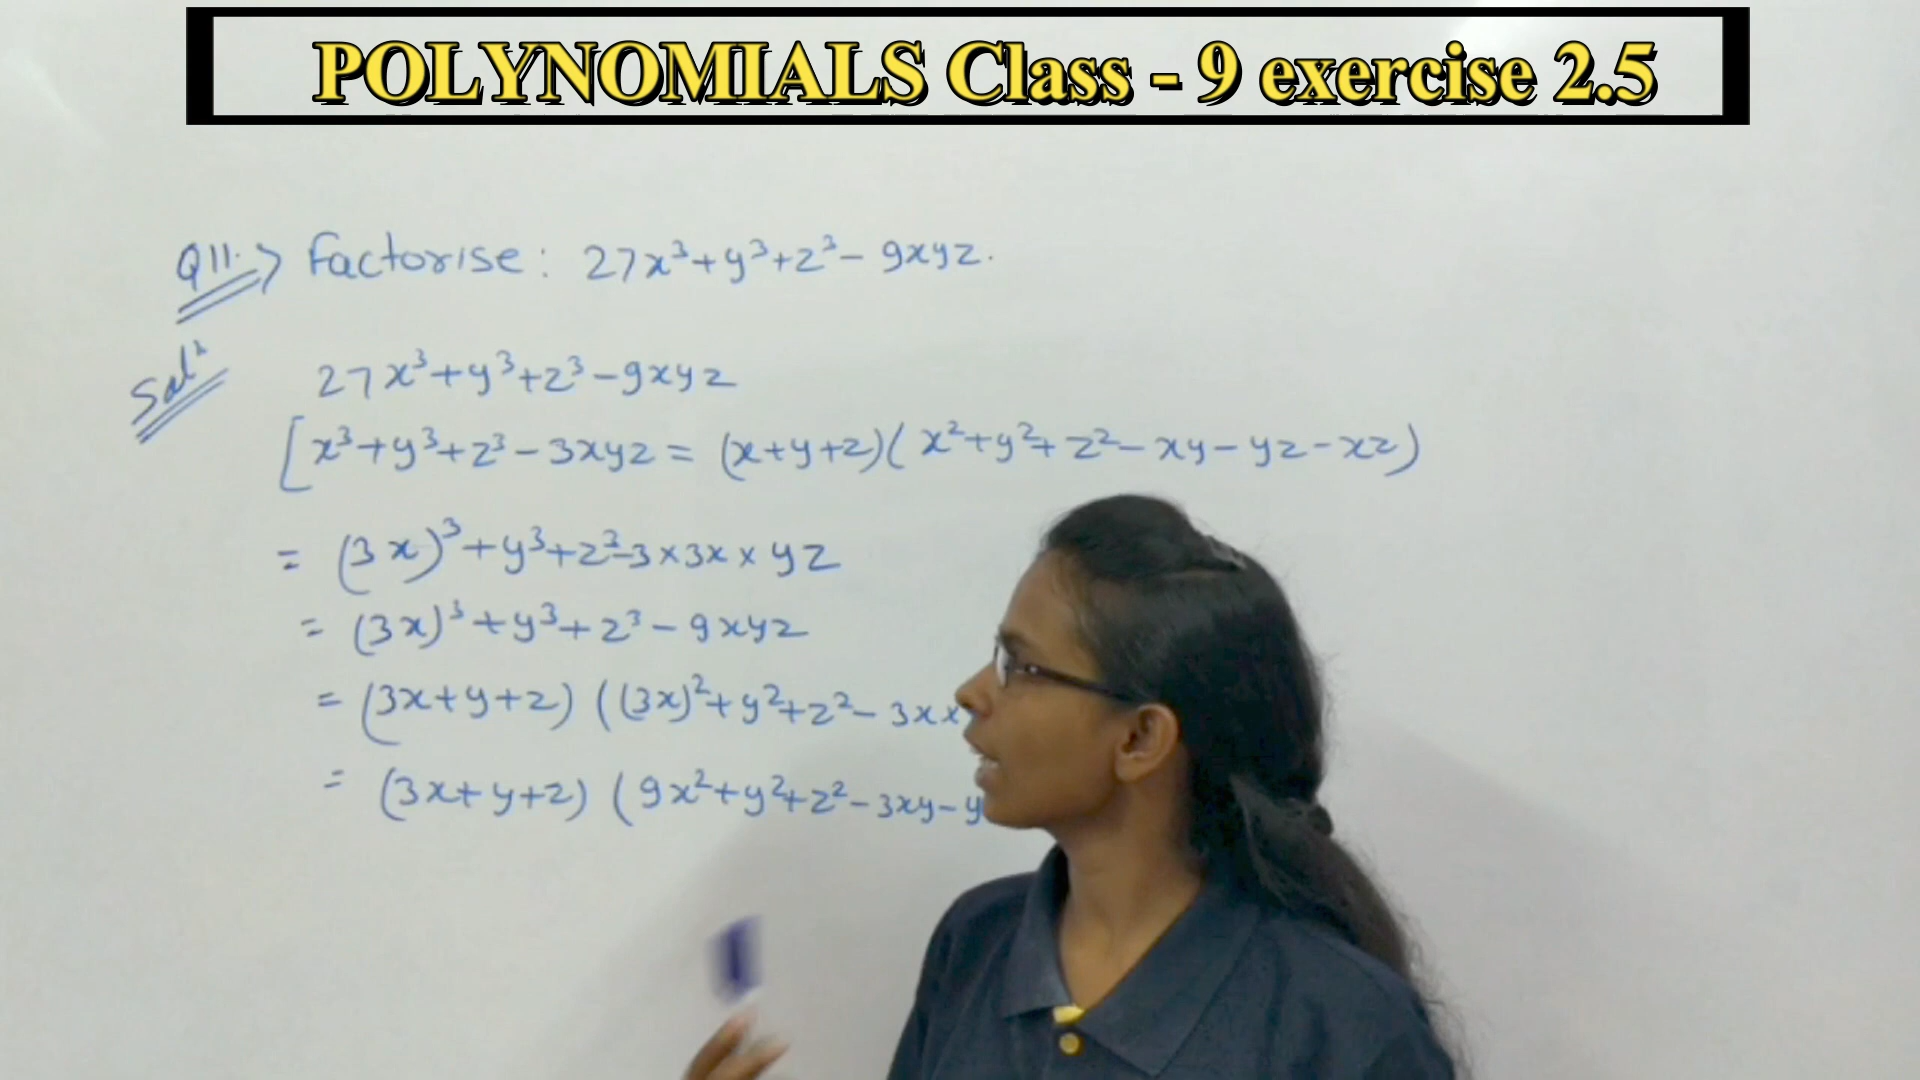 POLYNOMIALS Class - 9 exercise 2.5
Q11.> Factorise: 27x³+y³+z³- 9xyz.
Solⁿ
27x³+y³+z³-9xyz
[x³+y³+z³-3xyz = (x+y+z)(x²+y²+z²-xy-yz-xz)
= (3x)³+y³+z³-3×3x×yz
= (3x)³+y³+z³-9xyz
= (3x+y+z) ((3x)²+y²+z²-3x×
= (3x+y+z) (9x²+y²+z²-3xy-y